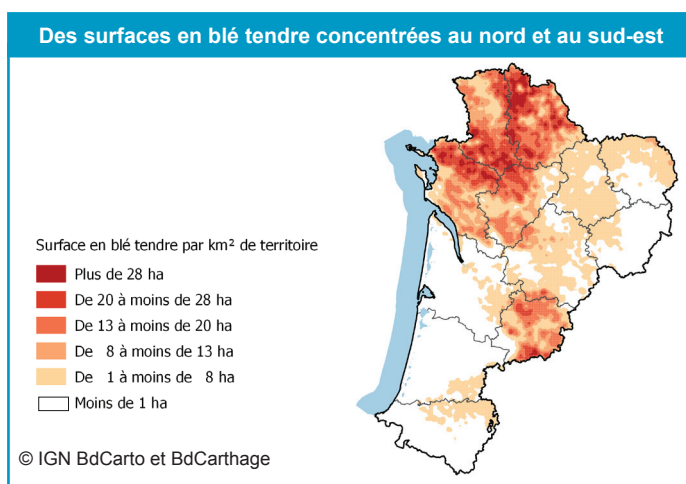 Des surfaces en blé tendre concentrées au nord et au sud-est
Surface en blé tendre par km² de territoire
Plus de 28 ha
De 20 à moins de 28 ha
De 13 à moins de 20 ha
De 8 à moins de 13 ha
De 1 à moins de 8 ha
Moins de 1 ha
© IGN BdCarto et BdCarthage